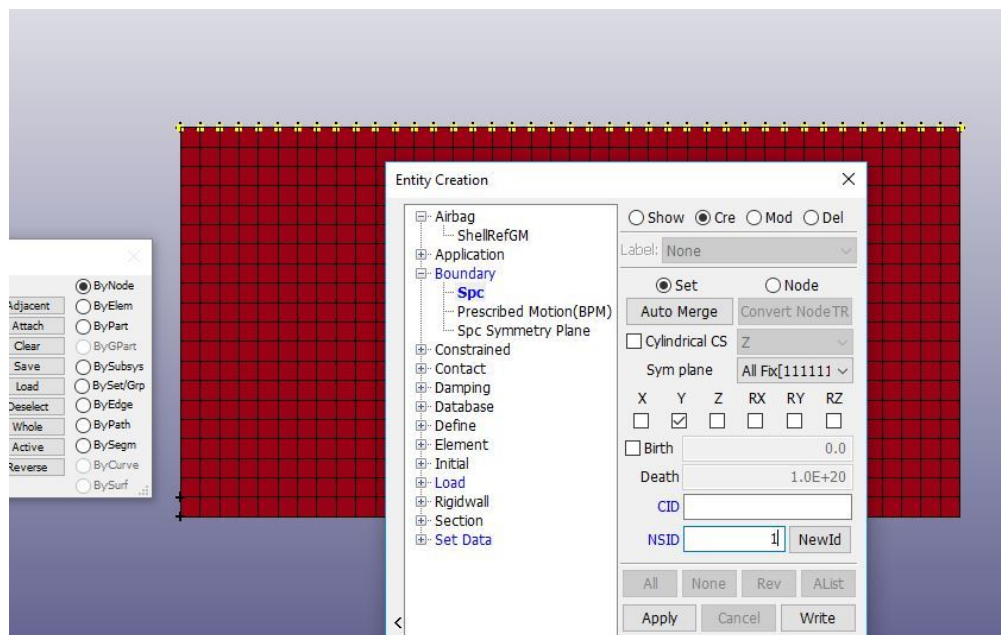 Entity Creation
Airbag
ShellRefGM
Application
Boundary
Spc
Prescribed Motion(BPM)
Spc Symmetry Plane
Constrained
Contact
Damping
Database
Define
Element
Initial
Load
Rigidwall
Section
Set Data
Show Cre Mod Del
Label: None
Set Node
Auto Merge Convert NodeTR
Cylindrical CS Z
Sym plane All Fix[111111
X Y Z RX RY RZ
Birth 0.0
Death 1.0E+20
CID
NSID 1 NewId
All None Rev AList
Apply Cancel Write
ByNode
Adjacent ByElem
Attach ByPart
Clear ByGPart
Save BySubsys
Load BySet/Grp
Deselect ByEdge
Whole ByPath
Active BySegm
Reverse ByCurve
BySurf